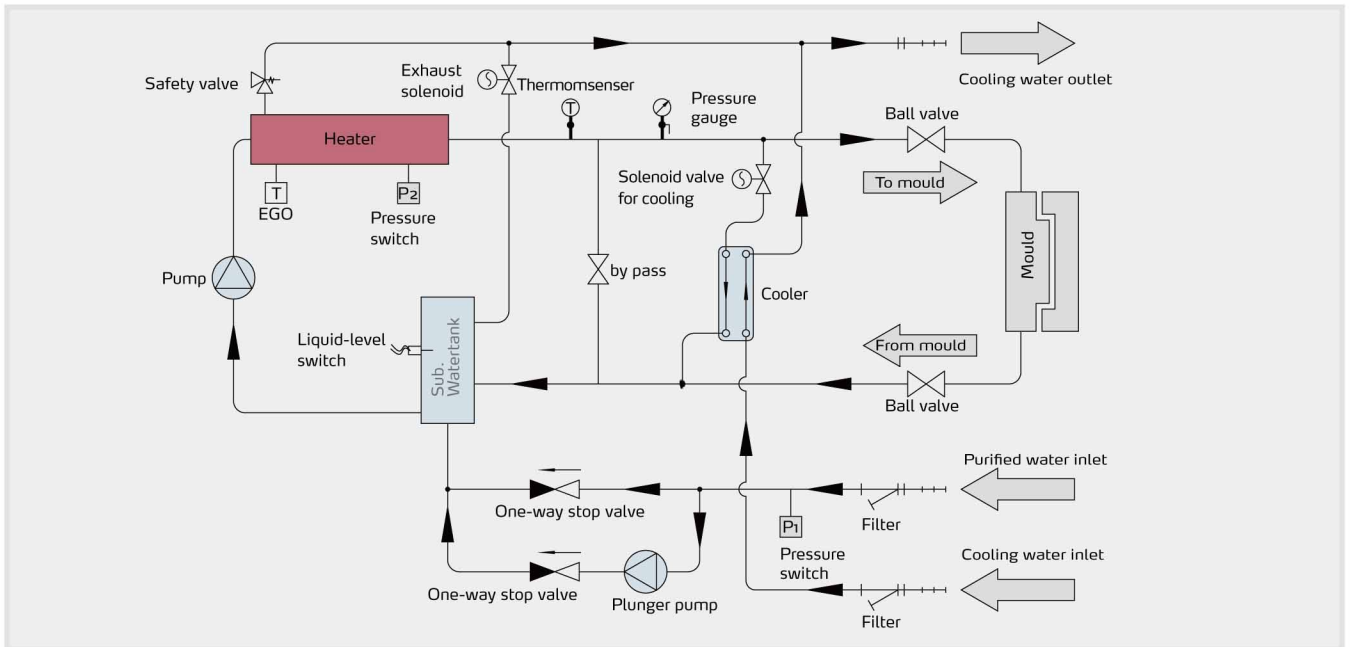 Safety valve
Exhaust
solenoid
Thermomsenser
Pressure
gauge
Cooling water outlet
Heater
T
Ball valve
To mould
Solenoid valve
for cooling
T
EGO
P2
Pressure
switch
Mould
Pump
by pass
Cooler
Liquid-level
switch
Sub.
Watertank
From mould
Ball valve
Purified water inlet
One-way stop valve
P1
Filter
Pressure
switch
Cooling water inlet
One-way stop valve
Plunger pump
Filter